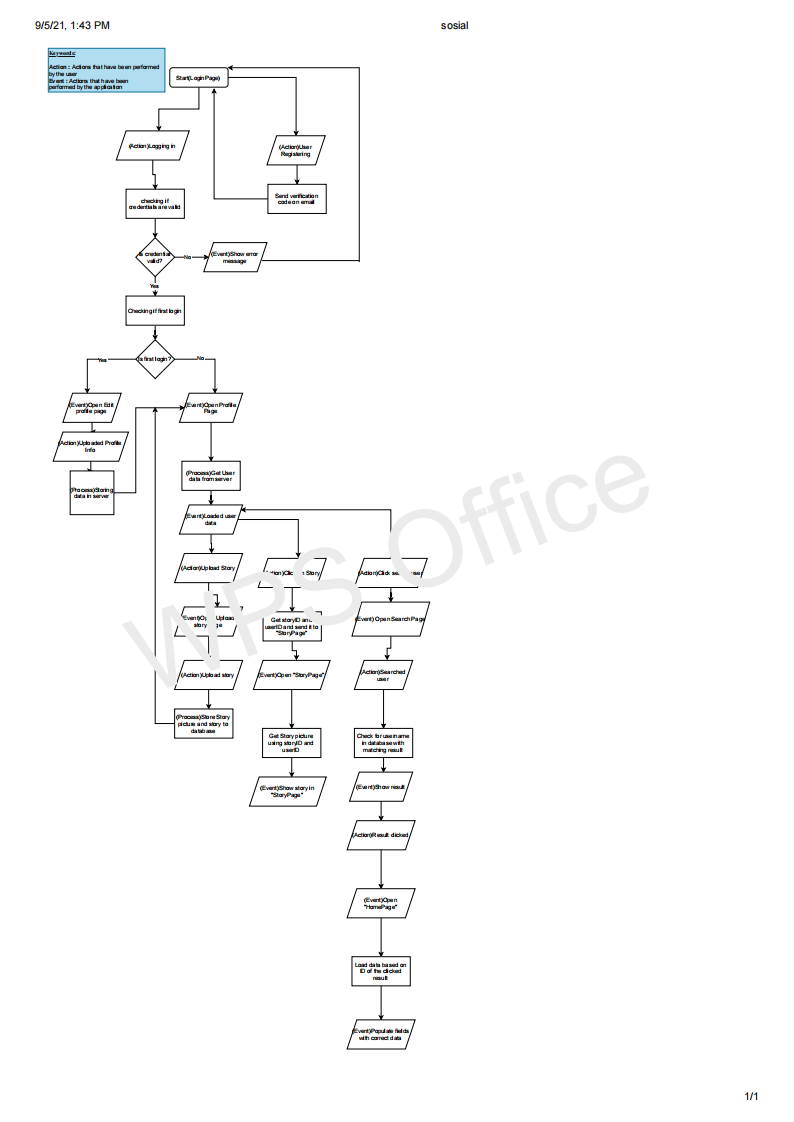 9/5/21, 1:43 PM
sosial
Keywords:
Action : Actions that have been performed
by the user
Event : Actions that have been
performed by the application
Start(Login Page)
(Action)Logging in
(Action)User
Registering
checking if
credentials are valid
Send verification
code on email
is credential
valid?
No
(Event)Show error
message
Yes
Checking if first login
is first login?
Yes
No
(Event)Open Edit
profile page
(Event)Open Profile
Page
(Action)Uploaded Profile
Info
(Process)Storing
data in server
(Process)Get User
data from server
(Event)Loaded user
data
(Action)Upload Story
Story
(Action)Click
(Event)
Upload
story
Get storyID and
userID and send it to
"StoryPage"
(Event) Open Search Page
(Action)Upload story
(Event)Open "StoryPage"
(Action)Searched
user
(Process)Store Story
picture and story to
database
Get Story picture
using storyID and
userID
Check for username
in database with
matching result
(Event)Show story in
"StoryPage"
(Event)Show result
(Action)Result clicked
(Event)Open
"HomePage"
Load data based on
ID of the clicked
result
(Event)Populate fields
with correct data
WPS Office
1/1